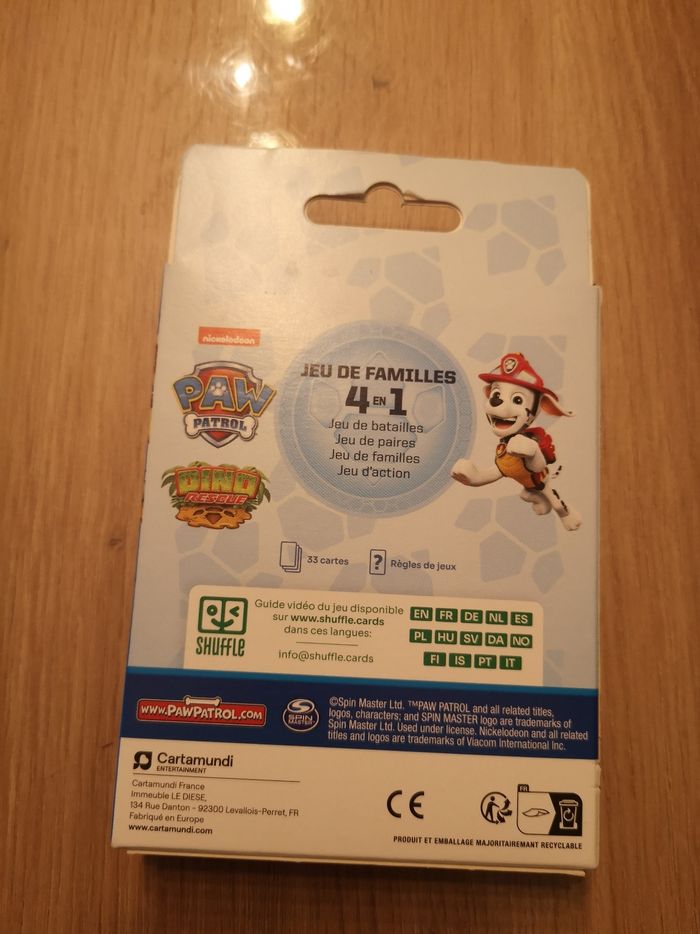 nickelodeon
PAW
PATROL
DINO
RESCUE
JEU DE FAMILLES
4 EN 1
Jeu de batailles
Jeu de paires
Jeu de familles
Jeu d'action
33 cartes
?
Règles de jeux
SHUFFLE
Guide vidéo du jeu disponible
sur www.shuffle.cards
dans ces langues:
info@shuffle.cards
EN FR DE NL ES
PL HU SV DA NO
FI IS PT IT
www.PawPatrol.com
SPIN
MASTER
©Spin Master Ltd. ™PAW PATROL and all related titles,
logos, characters; and SPIN MASTER logo are trademarks of
Spin Master Ltd. Used under license. Nickelodeon and all related
titles and logos are trademarks of Viacom International Inc.
Cartamundi
ENTERTAINMENT
Cartamundi France
Immeuble LE DIESE,
134 Rue Danton - 92300 Levallois-Perret, FR
Fabriqué en Europe
www.cartamundi.com
CE
FR
PRODUIT ET EMBALLAGE MAJORITAIREMENT RECYCLABLE